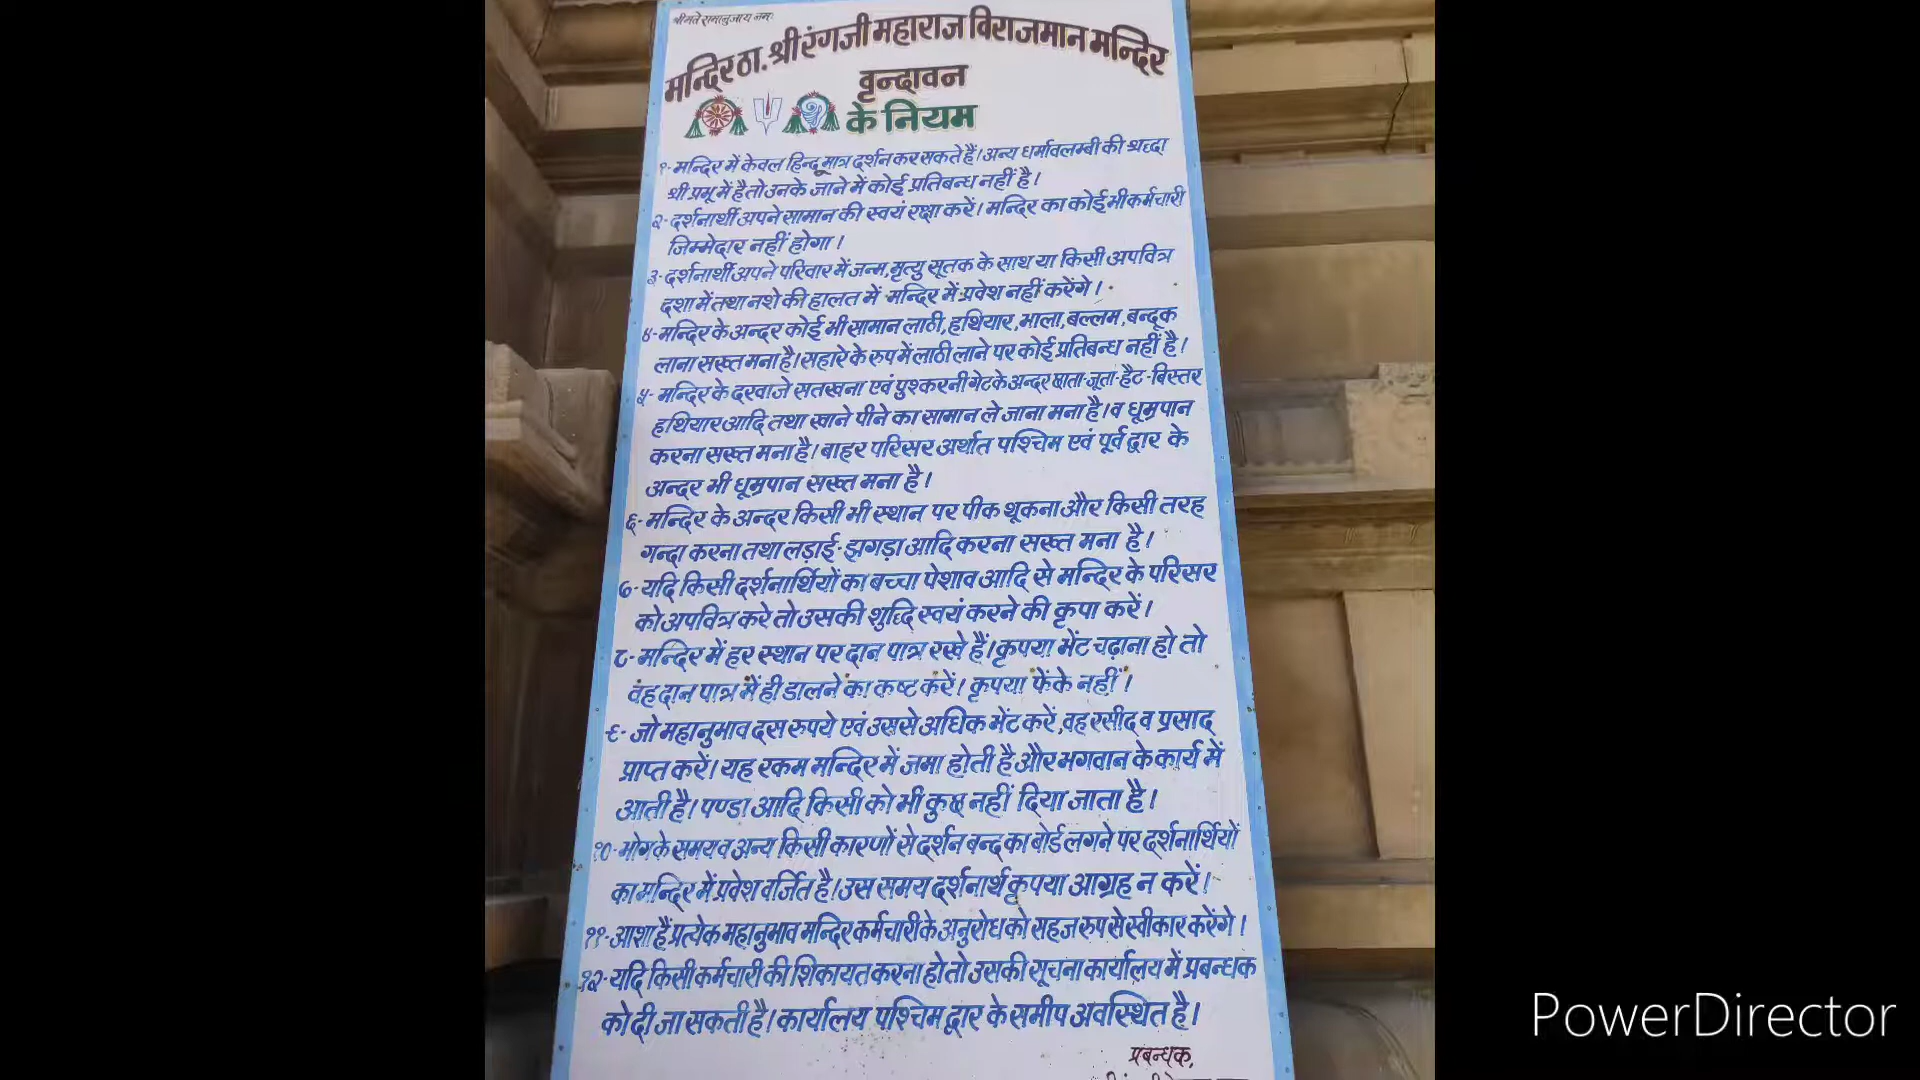 श्रीमते रामानुजाय नमः
मन्दिर ठा. श्री रंगजी महाराज विराजमान मन्दिर
वृन्दावन
के नियम
१- मन्दिर में केवल हिन्दू मात्र दर्शन कर सकते हैं। अन्य धर्मावलम्बी की श्रद्धा
श्री प्रभू में है तो उनके जाने में कोई प्रतिबन्ध नहीं है।
२- दर्शनार्थी अपने सामान की स्वयं रक्षा करें। मन्दिर का कोई भी कर्मचारी
जिम्मेदार नहीं होगा।
३- दर्शनार्थी अपने परिवार में जन्म, मृत्यु सूतक के साथ या किसी अपवित्र
दशा में तथा नशे की हालत में मन्दिर में प्रवेश नहीं करेंगे।
४- मन्दिर के अन्दर कोई भी सामान लाठी, हथियार, भाला, बल्लम, बन्दूक
लाना सख्त मना है। सहारे के रुप में लाठी लाने पर कोई प्रतिबन्ध नहीं है।
५- मन्दिर के दरवाजे सतखना एवं पुश्करनी गेट के अन्दर छाता-जूता-हैट-बिस्तर
हथियार आदि तथा खाने पीने का सामान ले जाना मना है। व धूम्रपान
करना सख्त मना है। बाहर परिसर अर्थात पश्चिम एवं पूर्व द्वार के
अन्दर भी धूम्रपान सख्त मना है।
६- मन्दिर के अन्दर किसी भी स्थान पर पीक थूकना और किसी तरह
गन्दा करना तथा लड़ाई-झगड़ा आदि करना सख्त मना है।
७- यदि किसी दर्शनार्थियों का बच्चा पेशाव आदि से मन्दिर के परिसर
को अपवित्र करे तो उसकी शुद्धि स्वयं करने की कृपा करें।
८- मन्दिर में हर स्थान पर दान पात्र रखे हैं। कृपया भेंट चढ़ाना हो तो
वह दान पात्र में ही डालने का कष्ट करें। कृपया फेंके नहीं।
९- जो महानुभाव दस रुपये एवं उससे अधिक भेंट करें, वह रसीद व प्रसाद
प्राप्त करें। यह रकम मन्दिर में जमा होती है और भगवान के कार्य में
आती है। पण्डा आदि किसी को भी कुछ नहीं दिया जाता है।
१०- भोग के समय व अन्य किसी कारणों से दर्शन बन्द का बोर्ड लगने पर दर्शनार्थियों
का मन्दिर में प्रवेश वर्जित है। उस समय दर्शनार्थ कृपया आग्रह न करें।
११- आशा है प्रत्येक महानुभाव मन्दिर कर्मचारी के अनुरोध को सहज रुप से स्वीकार करेंगे।
१२- यदि किसी कर्मचारी की शिकायत करना हो तो उसकी सूचना कार्यालय में प्रबन्धक
को दी जा सकती है। कार्यालय पश्चिम द्वार के समीप अवस्थित है।
प्रबन्धक,
PowerDirector